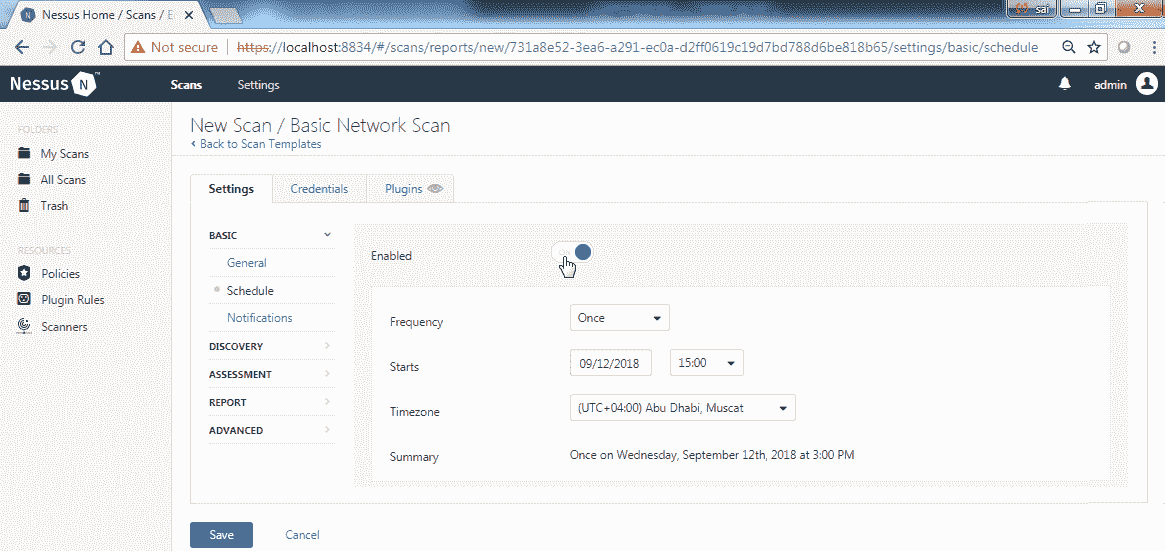 Nessus Home / Scans / E
sai
Not secure https://localhost:8834/#/scans/reports/new/731a8e52-3ea6-a291-ec0a-d2ff0619c19d7bd788d6be818b65/settings/basic/schedule
Nessus N Scans Settings admin
New Scan / Basic Network Scan
FOLDERS
Back to Scan Templates
My Scans
All Scans
Settings Credentials Plugins
Trash
BASIC
RESOURCES
Enabled
General
Policies
Schedule
Plugin Rules
Notifications
Frequency Once
Scanners
DISCOVERY
Starts 09/12/2018 15:00
ASSESSMENT
REPORT
Timezone (UTC+04:00) Abu Dhabi, Muscat
ADVANCED
Summary Once on Wednesday, September 12th, 2018 at 3:00 PM
Save Cancel